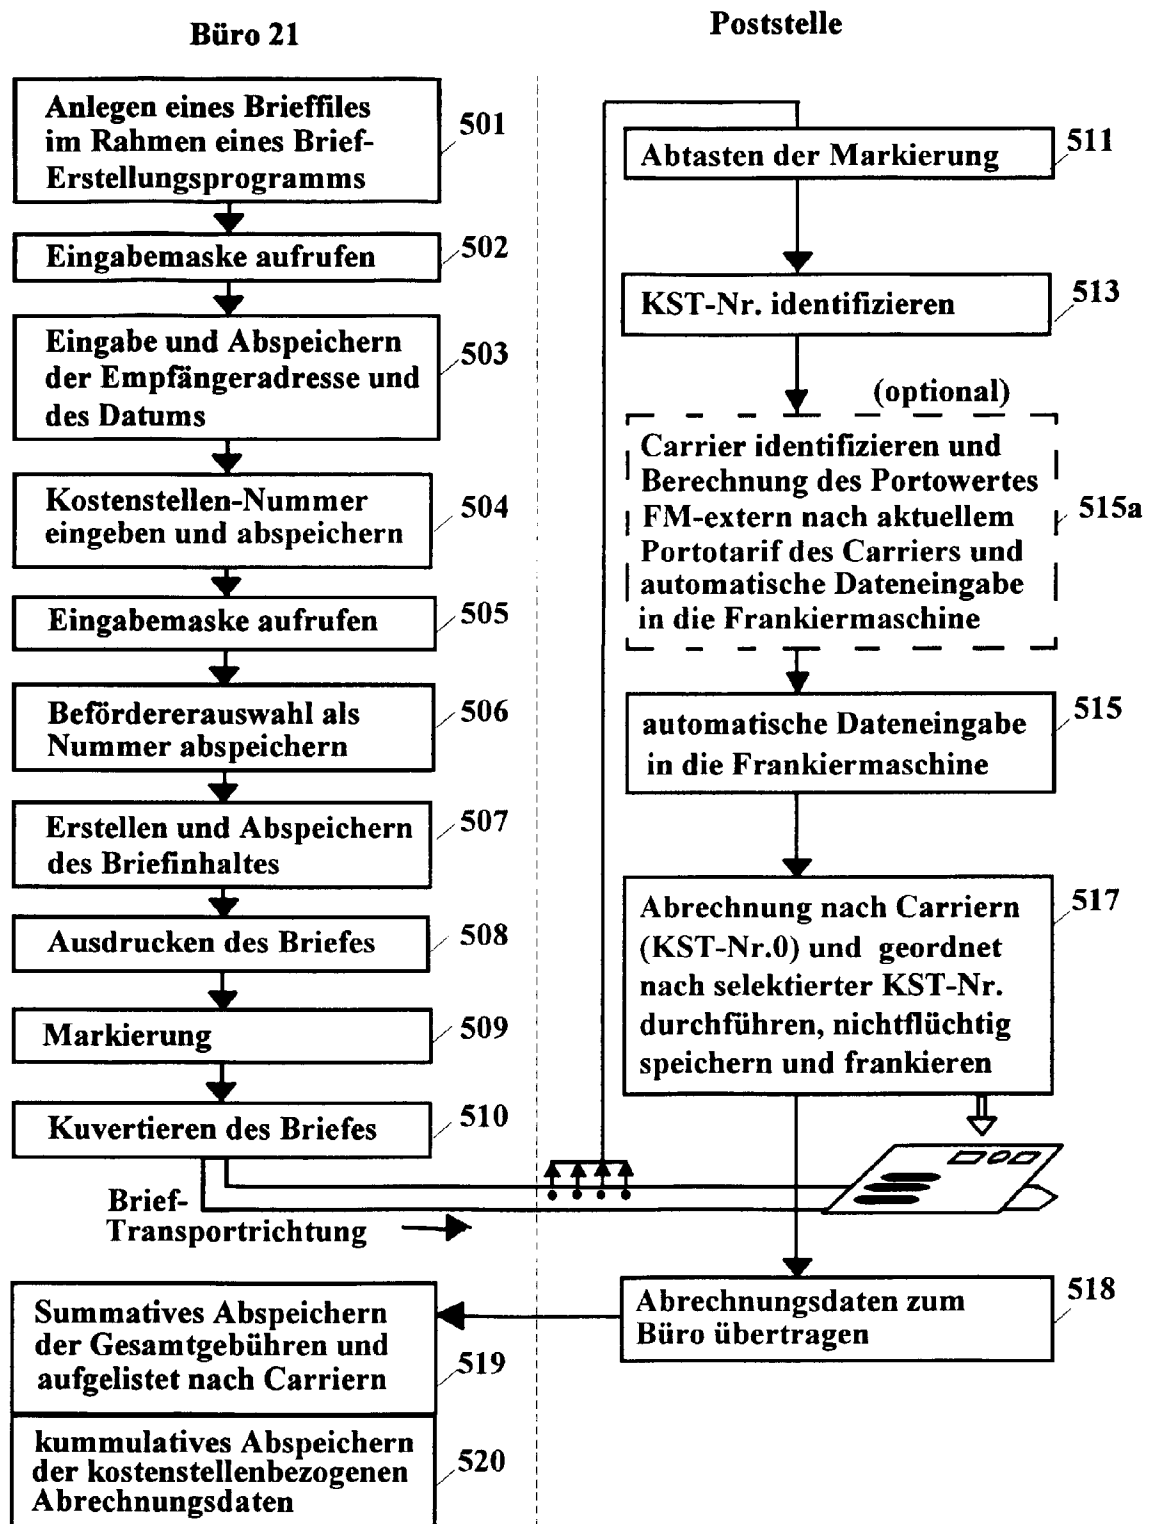 Büro 21
Anlegen eines Brieffiles
im Rahmen eines Brief-
Erstellungsprogramms
501
Eingabemaske aufrufen
502
Eingabe und Abspeichern
der Empfängeradresse und
des Datums
503
Kostenstellen-Nummer
eingeben und abspeichern
504
Eingabemaske aufrufen
505
Befördererauswahl als
Nummer abspeichern
506
Erstellen und Abspeichern
des Briefinhaltes
507
Ausdrucken des Briefes
508
Markierung
509
Kuvertieren des Briefes
510
Brief-
Transportrichtung
Poststelle
Abtasten der Markierung
511
KST-Nr. identifizieren
513
(optional)
Carrier identifizieren und
Berechnung des Portowertes
FM-extern nach aktuellem
Portotarif des Carriers und
automatische Dateneingabe
in die Frankiermaschine
515a
automatische Dateneingabe
in die Frankiermaschine
515
Abrechnung nach Carriern
(KST-Nr.0) und geordnet
nach selektierter KST-Nr.
durchführen, nichtflüchtig
speichern und frankieren
517
Abrechnungsdaten zum
Büro übertragen
518
Summatives Abspeichern
der Gesamtgebühren und
aufgelistet nach Carriern
519
kummulatives Abspeichern
der kostenstellenbezogenen
Abrechnungsdaten
520